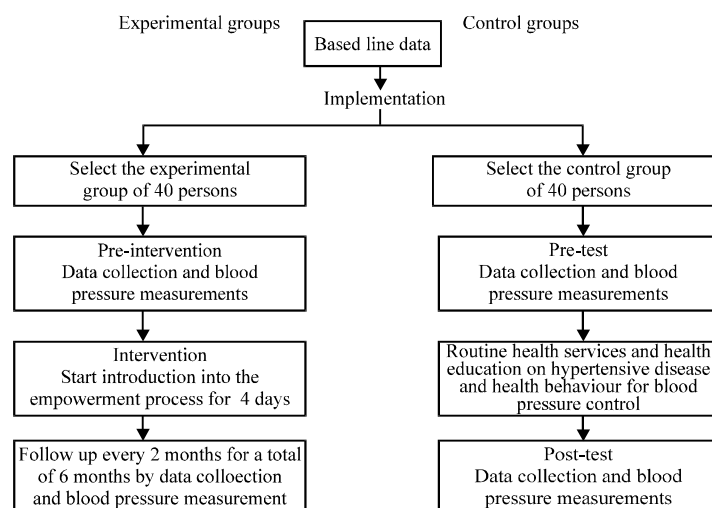 Experimental groups
Control groups
Based line data
Implementation
Select the experimental
group of 40 persons
Select the control group
of 40 persons
Pre-intervention
Data collection and blood
pressure measurements
Pre-test
Data collection and blood
pressure measurements
Intervention
Start introduction into the
empowerment process for 4 days
Routine health services and health
education on hypertensive disease
and health behaviour for blood
pressure control
Follow up every 2 months for a total
of 6 months by data colloection
and blood pressure measurement
Post-test
Data collection and blood
pressure measurements